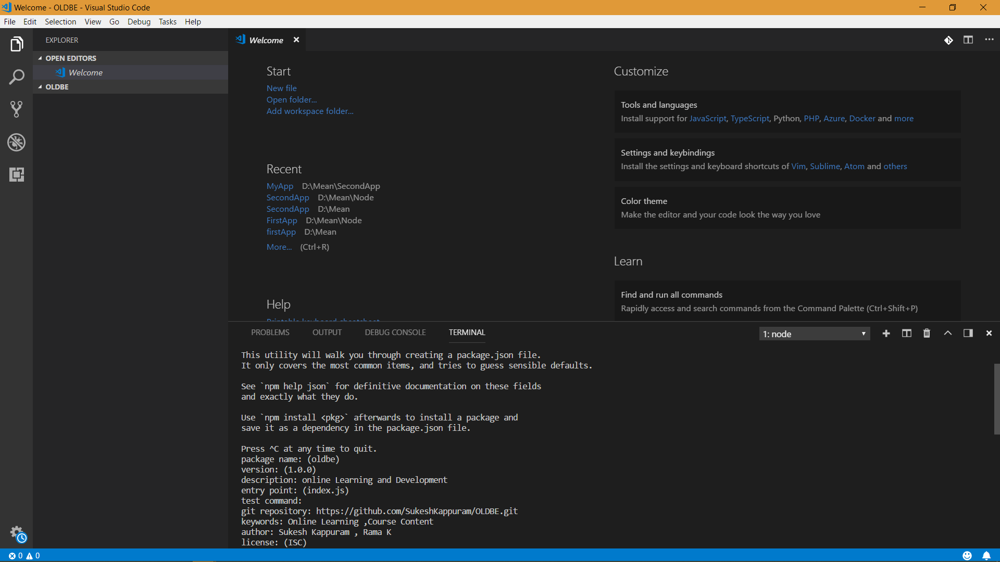 Welcome - OLDBE - Visual Studio Code
File Edit Selection View Go Debug Tasks Help
EXPLORER
OPEN EDITORS
Welcome
OLDBE
Welcome
Start
New file
Open folder...
Add workspace folder...
Recent
MyApp D:\Mean\SecondApp
SecondApp D:\Mean\Node
SecondApp D:\Mean
FirstApp D:\Mean\Node
firstApp D:\Mean
More... (Ctrl+R)
Help
Printable keyboard cheatsheet
Customize
Tools and languages
Install support for JavaScript, TypeScript, Python, PHP, Azure, Docker and more
Settings and keybindings
Install the settings and keyboard shortcuts of Vim, Sublime, Atom and others
Color theme
Make the editor and your code look the way you love
Learn
Find and run all commands
Rapidly access and search commands from the Command Palette (Ctrl+Shift+P)
PROBLEMS OUTPUT DEBUG CONSOLE TERMINAL
1: node
This utility will walk you through creating a package.json file.
It only covers the most common items, and tries to guess sensible defaults.
See `npm help json` for definitive documentation on these fields
and exactly what they do.
Use `npm install <pkg>` afterwards to install a package and
save it as a dependency in the package.json file.
Press ^C at any time to quit.
package name: (oldbe)
version: (1.0.0)
description: online Learning and Development
entry point: (index.js)
test command:
git repository: https://github.com/SukeshKappuram/OLDBE.git
keywords: Online Learning ,Course Content
author: Sukesh Kappuram , Rama K
license: (ISC)
0 0